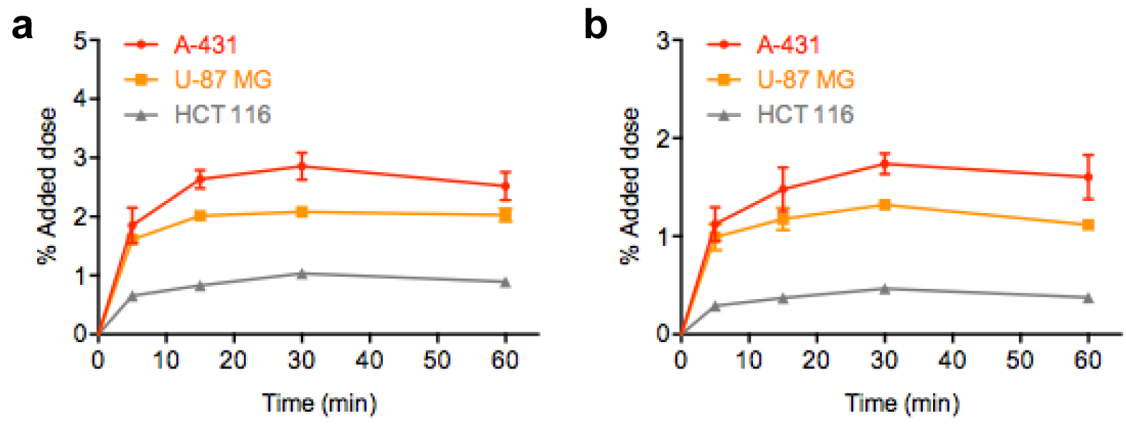 a
5
4
3
2
1
0
% Added dose
A-431
U-87 MG
HCT 116
0 10 20 30 40 50 60
Time (min)
b
3
2
1
0
% Added dose
A-431
U-87 MG
HCT 116
0 10 20 30 40 50 60
Time (min)